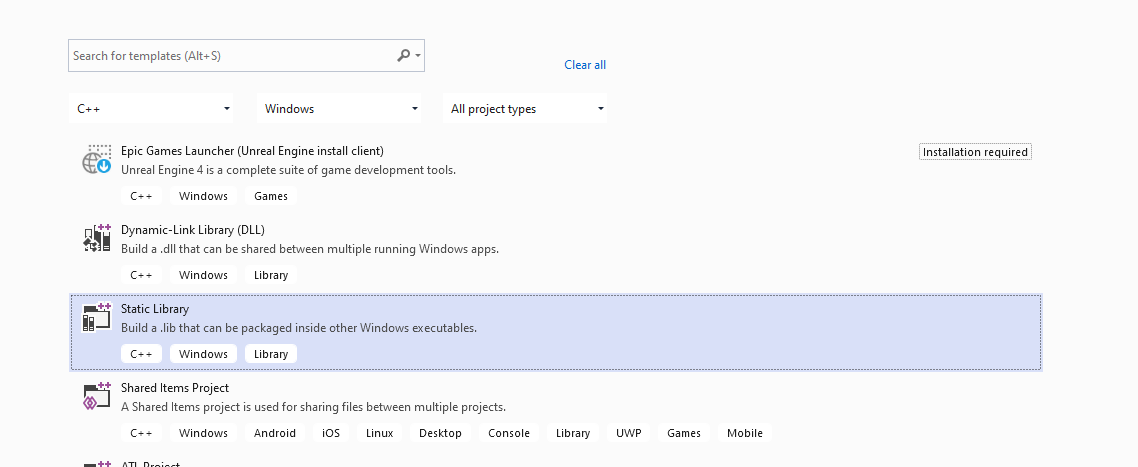 Search for templates (Alt+S)
Clear all
C++ Windows All project types
Epic Games Launcher (Unreal Engine install client) Installation required
Unreal Engine 4 is a complete suite of game development tools.
C++ Windows Games
Dynamic-Link Library (DLL)
Build a .dll that can be shared between multiple running Windows apps.
C++ Windows Library
Static Library
Build a .lib that can be packaged inside other Windows executables.
C++ Windows Library
Shared Items Project
A Shared Items project is used for sharing files between multiple projects.
C++ Windows Android iOS Linux Desktop Console Library UWP Games Mobile
ATL Project